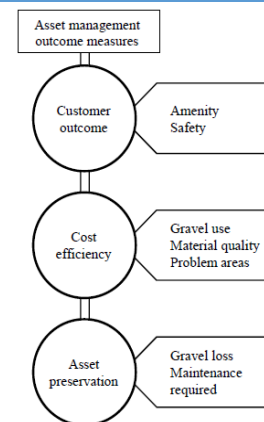 Asset management
outcome measures
Customer
outcome
Amenity
Safety
Cost
efficiency
Gravel use
Material quality
Problem areas
Asset
preservation
Gravel loss
Maintenance
required